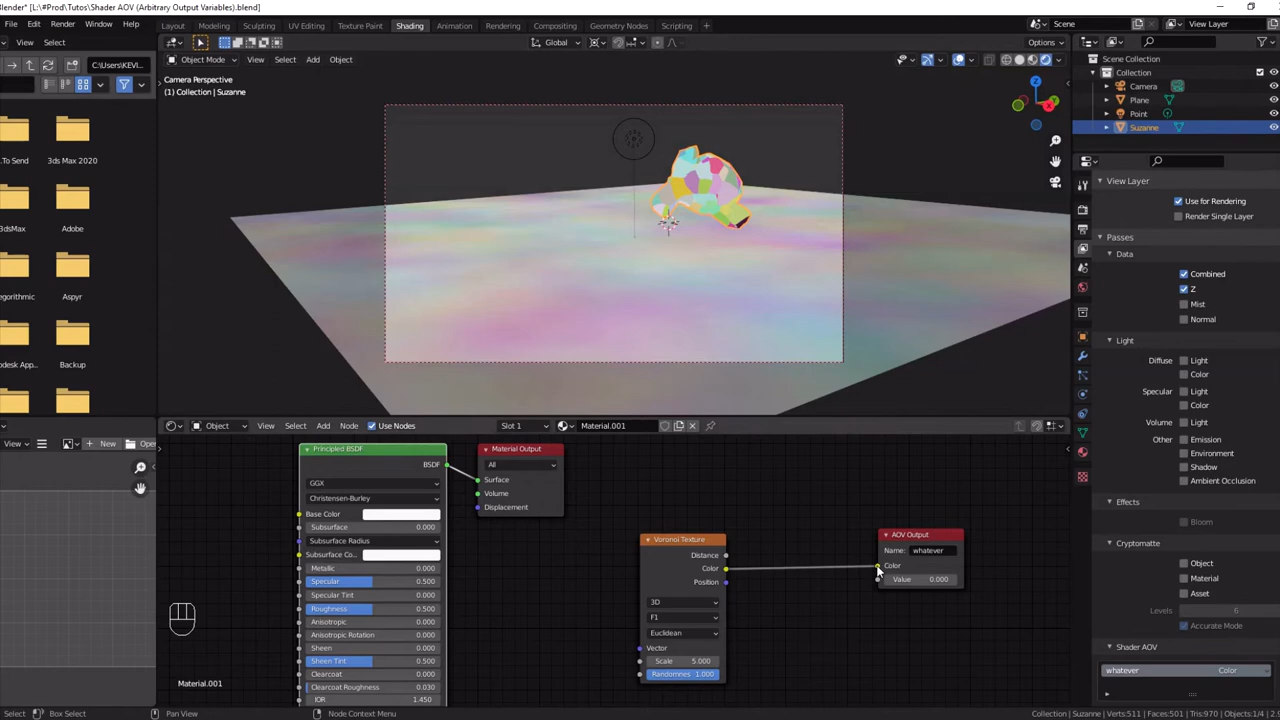 Blender* [L:\#Prod\Tutos\Shader AOV (Arbitrary Output Variables).blend]
File Edit Render Window Help Layout Modeling Sculpting UV Editing Texture Paint Shading Animation Rendering Compositing Geometry Nodes Scripting + Scene View Layer
View Select Global Options
C:\Users\KEVI... Object Mode View Select Add Object
Camera Perspective
(1) Collection | Suzanne
Scene Collection
Collection
Camera
Plane
Point
Suzanne
.To Send 3ds Max 2020
3dsMax Adobe
egorithmic Aspyr
odesk App... Backup
X Y Z
View Layer
Use for Rendering
Render Single Layer
Passes
Data
Combined
Z
Mist
Normal
Light
Diffuse Light
Color
Specular Light
Color
Volume Light
Other Emission
Environment
Shadow
Ambient Occlusion
Effects
Bloom
Cryptomatte
Object
Material
Asset
Levels 6
Accurate Mode
Shader AOV
whatever Color
Object View Select Add Node Use Nodes Slot 1 Material.001
View New Open
Principled BSDF
BSDF
GGX
Christensen-Burley
Base Color
Subsurface 0.000
Subsurface Radius
Subsurface Co...
Metallic 0.000
Specular 0.500
Specular Tint 0.000
Roughness 0.500
Anisotropic 0.000
Anisotropic Rotation 0.000
Sheen 0.000
Sheen Tint 0.500
Clearcoat 0.000
Clearcoat Roughness 0.030
IOR 1.450
Material Output
All
Surface
Volume
Displacement
Voronoi Texture
Distance
Color
Position
3D
F1
Euclidean
Vector
Scale 5.000
Randomnes 1.000
AOV Output
Name: whatever
Color
Value 0.000
Material.001
Select Box Select Pan View Node Context Menu Collection | Suzanne Verts:511 Faces:501 Tris:970 Objects:1/4 2.9